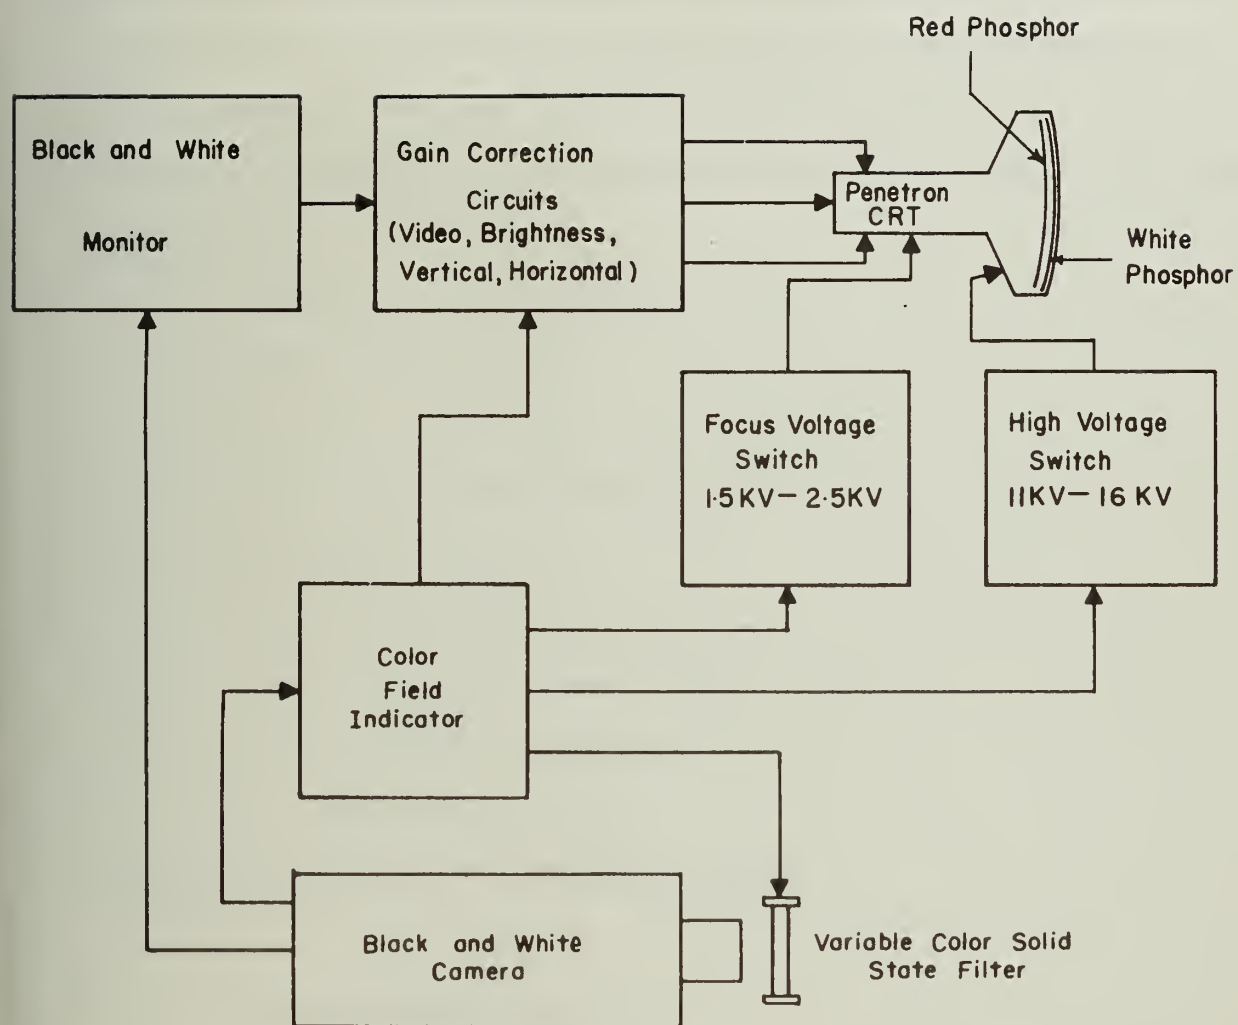 Red Phosphor
Black and White
Monitor
Gain Correction
Circuits
(Video, Brightness,
Vertical, Horizontal)
Penetron
CRT
White
Phosphor
Focus Voltage
Switch
1.5KV- 2.5KV
High Voltage
Switch
11KV- 16 KV
Color
Field
Indicator
Black and White
Camera
Variable Color Solid
State Filter